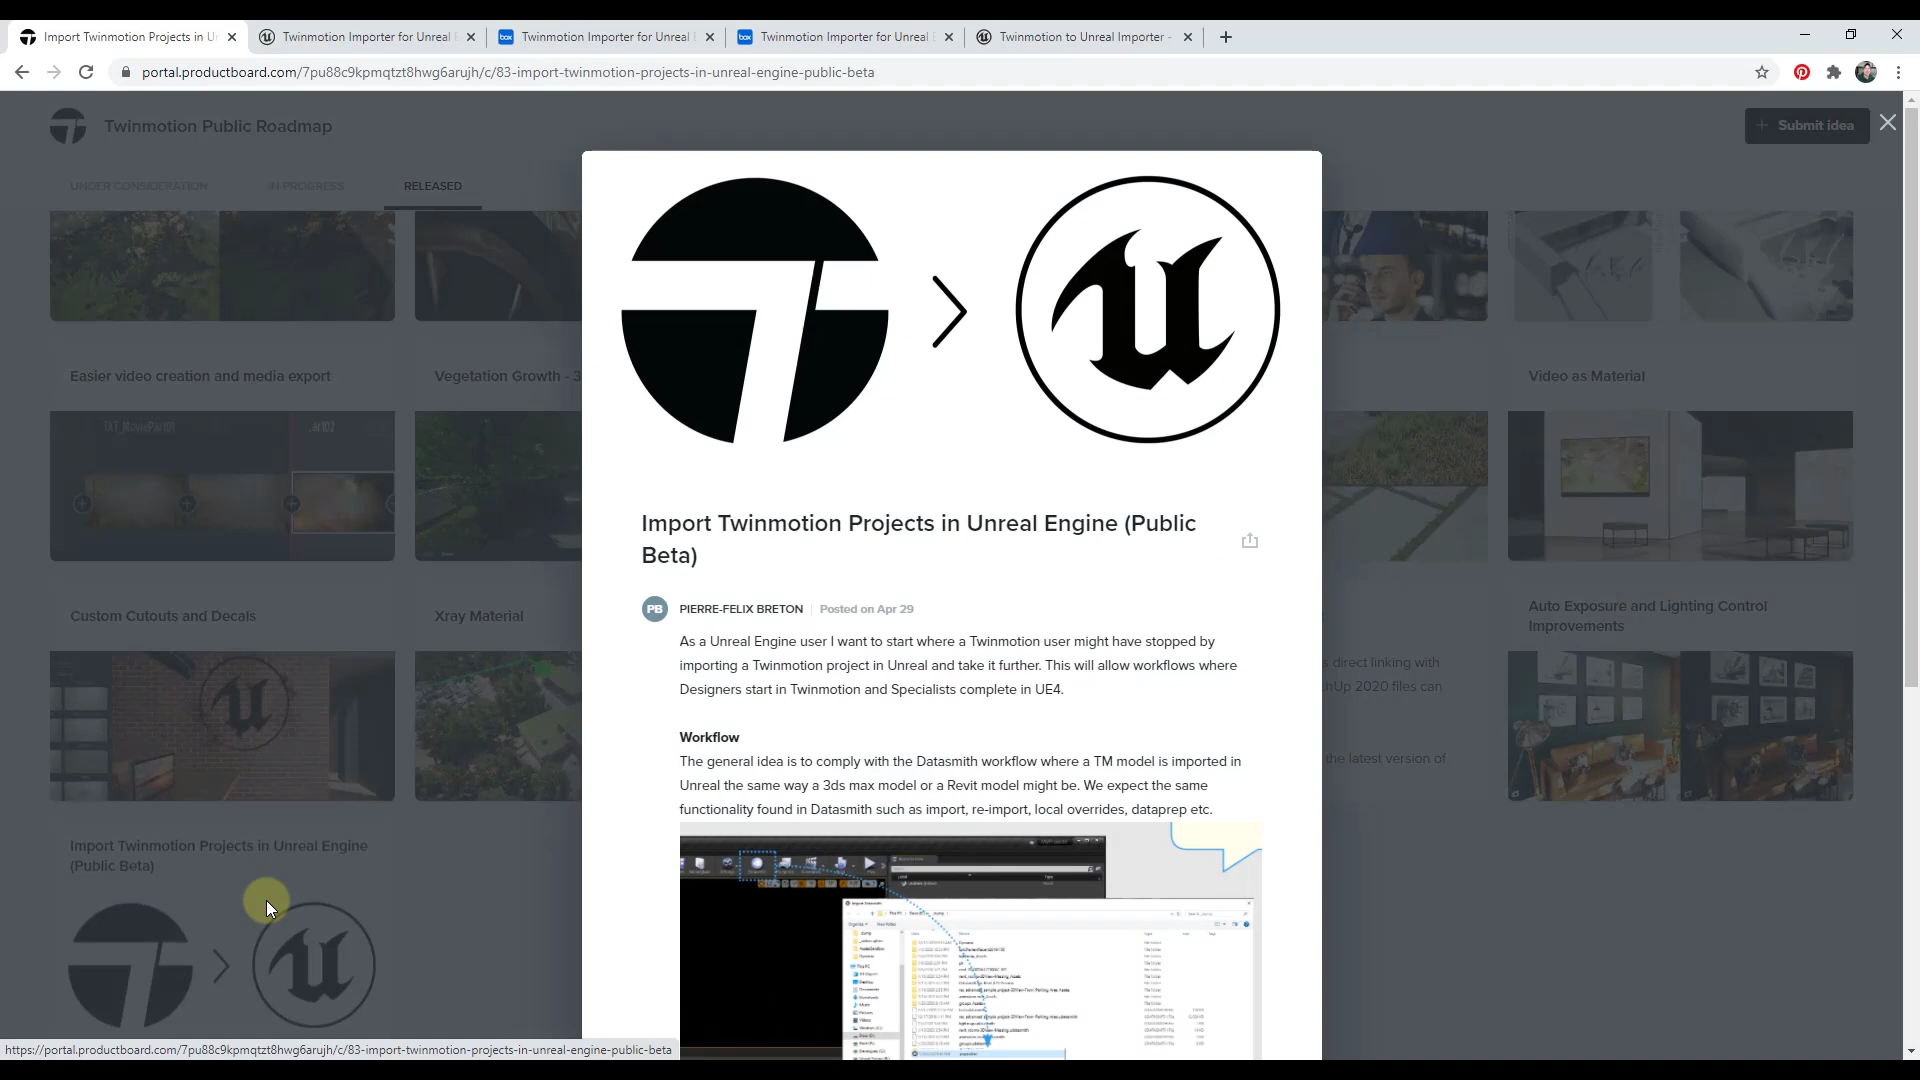 Import Twinmotion Projects in U
Twinmotion Importer for Unreal
Twinmotion Importer for Unreal
Twinmotion Importer for Unreal
Twinmotion to Unreal Importer -
portal.productboard.com/7pu88c9kpmqtzt8hwg6arujh/c/83-import-twinmotion-projects-in-unreal-engine-public-beta
Twinmotion Public Roadmap
+ Submit idea
UNDER CONSIDERATION
IN PROGRESS
RELEASED
Easier video creation and media export
Vegetation Growth - 3
Video as Material
Custom Cutouts and Decals
Xray Material
Auto Exposure and Lighting Control
Improvements
s direct linking with
hUp 2020 files can
the latest version of
Import Twinmotion Projects in Unreal Engine
(Public Beta)
Import Twinmotion Projects in Unreal Engine (Public
Beta)
PB PIERRE-FELIX BRETON | Posted on Apr 29
As a Unreal Engine user I want to start where a Twinmotion user might have stopped by
importing a Twinmotion project in Unreal and take it further. This will allow workflows where
Designers start in Twinmotion and Specialists complete in UE4.
Workflow
The general idea is to comply with the Datasmith workflow where a TM model is imported in
Unreal the same way a 3ds max model or a Revit model might be. We expect the same
functionality found in Datasmith such as import, re-import, local overrides, dataprep etc.
https://portal.productboard.com/7pu88c9kpmqtzt8hwg6arujh/c/83-import-twinmotion-projects-in-unreal-engine-public-beta